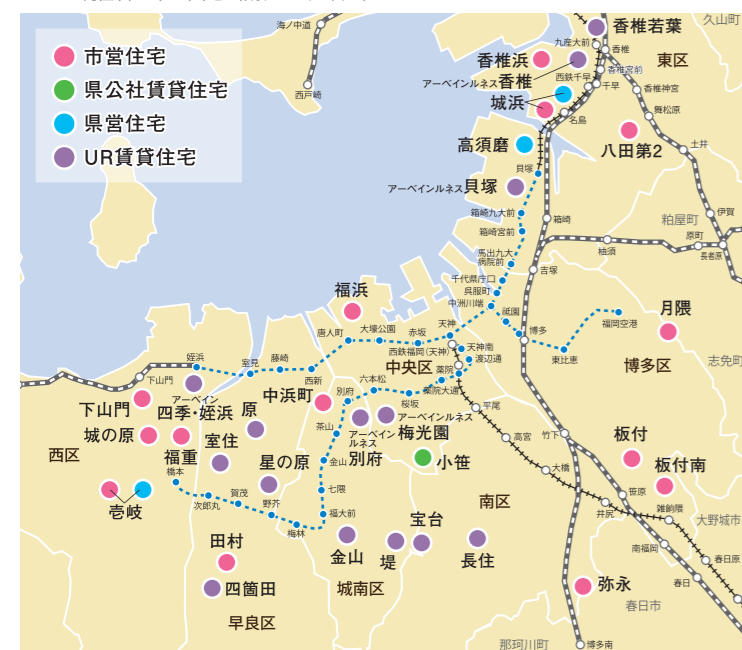 市営住宅
県公社賃貸住宅
県営住宅
UR賃貸住宅
海ノ中道
西戸崎
香椎若葉
久山町
九産大前
香椎
東区
香椎浜
アーベインルネス
香椎
西鉄千早
香椎宮前
千早
香椎神宮
城浜
名島
舞松原
高須磨
八田第2
土井
貝塚
アーベインルネス
貝塚
箱崎九大前
箱崎宮前
箱崎
粕屋町
伊賀
原町
長者原
柚須
馬出九大
病院前
吉塚
千代県庁口
呉服町
中洲川端
祇園
博多
福岡空港
東比恵
月隈
博多区
志免町
福浜
唐人町
大濠公園
赤坂
天神
西鉄福岡(天神)
天神南
渡辺通
中央区
薬院
薬院大通
姪浜
室見
藤崎
西新
下山門
下山門
アーベイン
四季・姪浜
原
中浜町
別府
六本松
桜坂
平尾
アーベインルネス
梅光園
アーベイン
ルネス
別府
城の原
福重
室住
茶山
高宮
竹下
西区
橋本
星の原
金山
小笹
大橋
板付
板付南
壱岐
次郎丸
賀茂
野芥
七隈
笹原
雑餉隈
梅林
福大前
南区
井尻
大野城市
田村
金山
堤
宝台
長住
南福岡
春日原
四箇田
城南区
弥永
春日
春日市
早良区
那珂川町
博多南